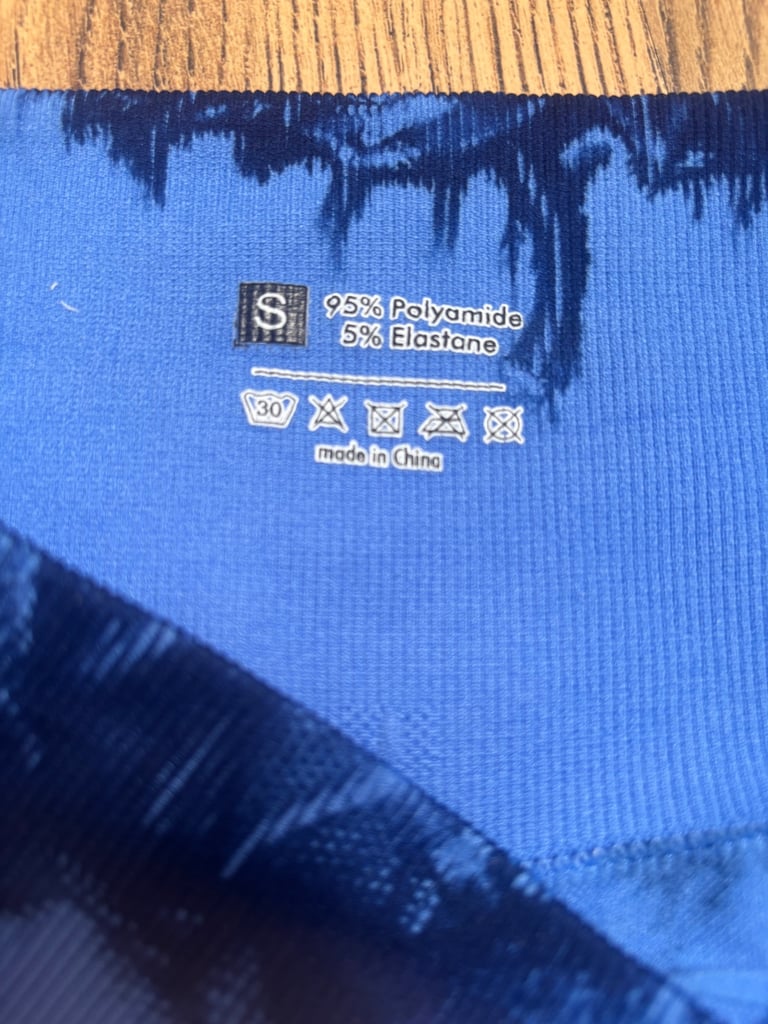 S
95% Polyamide
5% Elastane
30
made in China